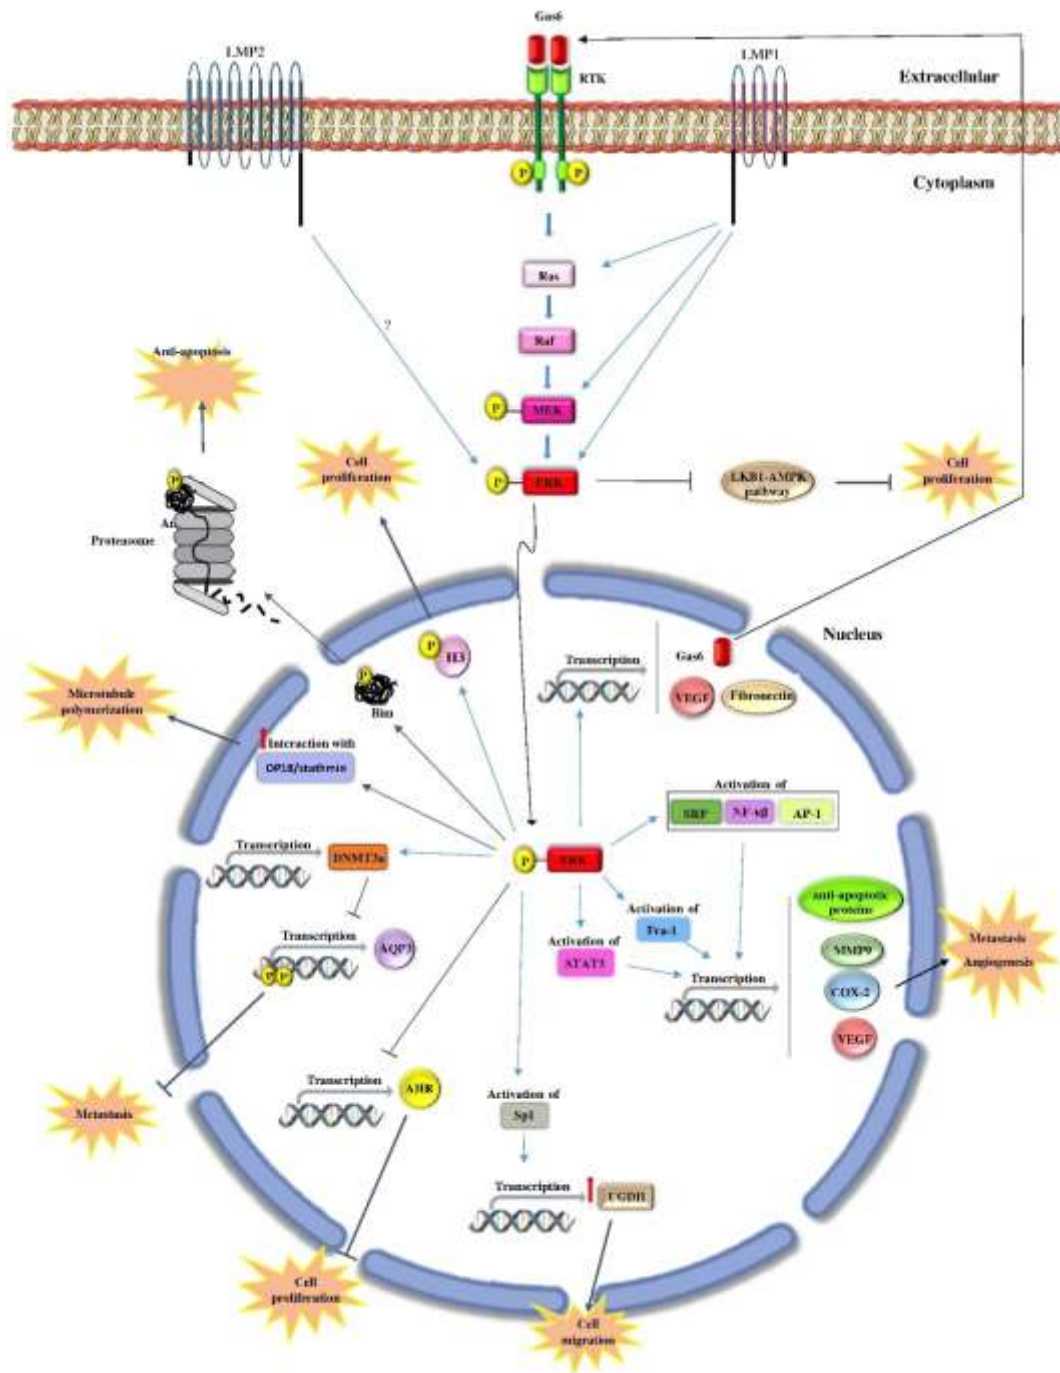 Gas6
LMP2
LMP1
RTK
Extracellular
P
P
Cytoplasm
Ras
?
Raf
Anti-apoptosis
P
MEK
Cell
proliferation
P
ERK
LKB1-AMPK
pathway
Cell
proliferation
P
Proteasome
Nucleus
P
H3
Transcription
Gas6
P
Bim
VEGF
Fibronectin
Microtubule
polymerization
Interaction with
OP18/stathmin
Activation of
SRF
NF-κβ
AP-1
Transcription
DNMT3a
P
ERK
anti-apoptotic
proteins
Activation of
Fra-1
Transcription
AQP3
Activation of
STAT3
MMP9
Metastasis
Angiogenesis
P
P
Transcription
COX-2
VEGF
Transcription
AHR
Activation of
Sp1
Metastasis
Transcription
UGDH
Cell
proliferation
Cell
migration